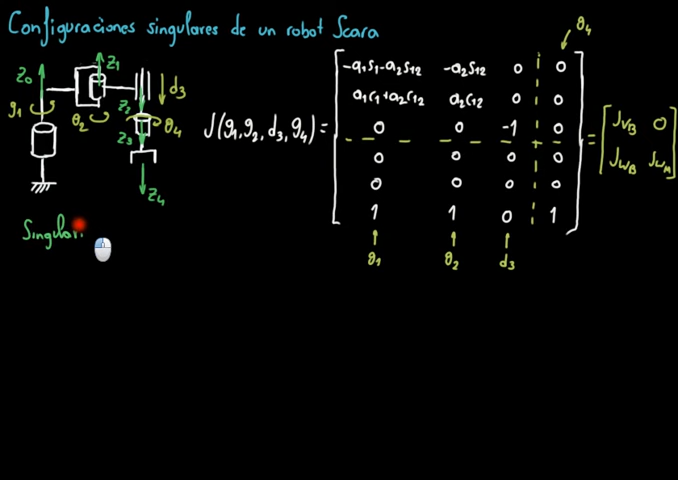 Configuraciones singulares de un robot Scara
θ4
Z0 Z1 d3
θ1 θ2 Z2 θ4
Z3
Z4
J(θ1,θ2,d3,θ4) = [ -a1s1-a2s12 -a2s12 0 0
a1c1+a2c12 a2c12 0 0
0 0 -1 0
0 0 0 0
0 0 0 0
1 1 0 1 ]
= [ JVB 0
JWB JWM ]
θ1 θ2 d3
Singular